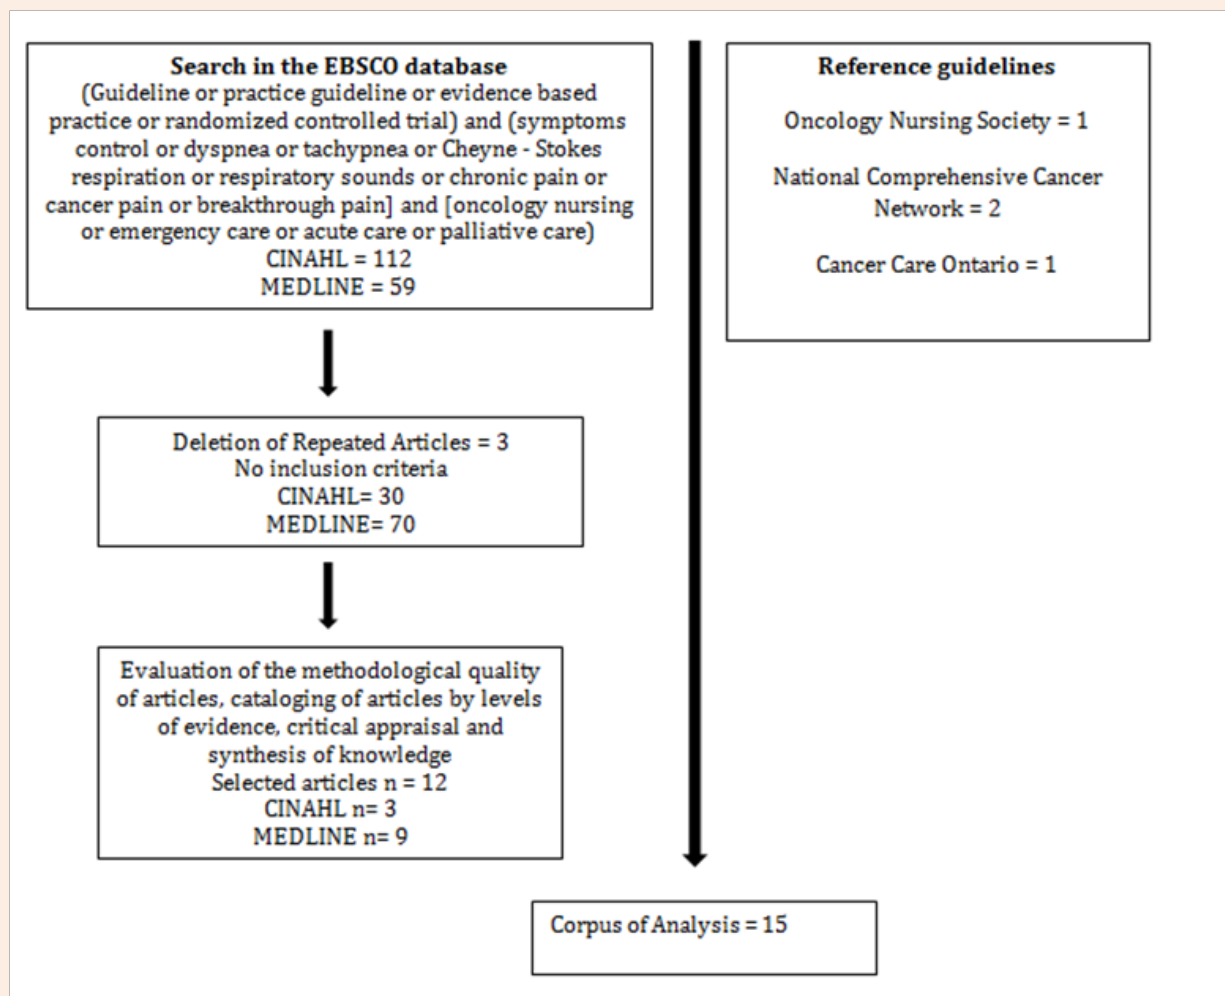 Search in the EBSCO database
(Guideline or practice guideline or evidence based
practice or randomized controlled trial) and (symptoms
control or dyspnea or tachypnea or Cheyne - Stokes
respiration or respiratory sounds or chronic pain or
cancer pain or breakthrough pain] and [oncology nursing
or emergency care or acute care or palliative care)
CINAHL = 112
MEDLINE = 59
Reference guidelines
Oncology Nursing Society = 1
National Comprehensive Cancer
Network = 2
Cancer Care Ontario = 1
Deletion of Repeated Articles = 3
No inclusion criteria
CINAHL= 30
MEDLINE= 70
Evaluation of the methodological quality
of articles, cataloging of articles by levels
of evidence, critical appraisal and
synthesis of knowledge
Selected articles n = 12
CINAHL n= 3
MEDLINE n= 9
Corpus of Analysis = 15